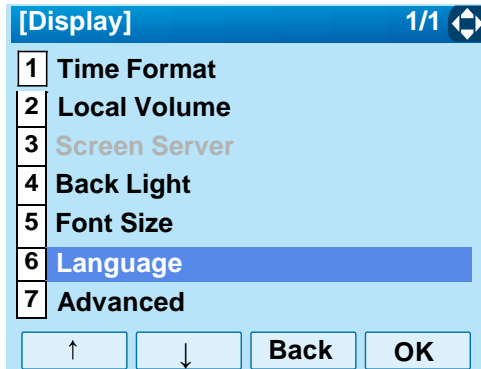 [Display] 1/1
1 Time Format
2 Local Volume
3 Screen Server
4 Back Light
5 Font Size
6 Language
7 Advanced
↑ ↓ Back OK